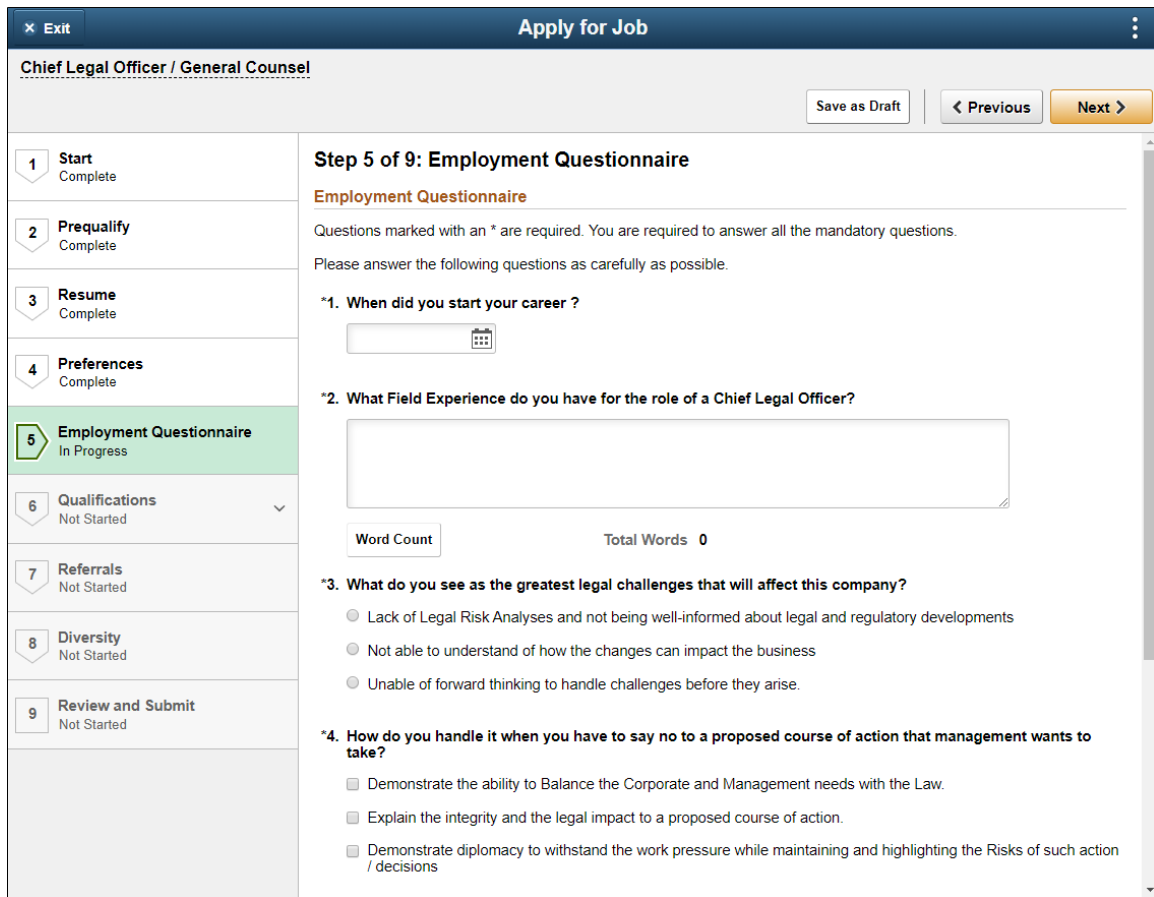 Exit
Apply for Job
Chief Legal Officer / General Counsel
Save as Draft
Previous
Next
1
Start
Complete
2
Prequalify
Complete
3
Resume
Complete
4
Preferences
Complete
5
Employment Questionnaire
In Progress
6
Qualifications
Not Started
7
Referrals
Not Started
8
Diversity
Not Started
9
Review and Submit
Not Started
Step 5 of 9: Employment Questionnaire
Employment Questionnaire
Questions marked with an * are required. You are required to answer all the mandatory questions.
Please answer the following questions as carefully as possible.
*1. When did you start your career ?
*2. What Field Experience do you have for the role of a Chief Legal Officer?
Word Count Total Words 0
*3. What do you see as the greatest legal challenges that will affect this company?
Lack of Legal Risk Analyses and not being well-informed about legal and regulatory developments
Not able to understand of how the changes can impact the business
Unable of forward thinking to handle challenges before they arise.
*4. How do you handle it when you have to say no to a proposed course of action that management wants to
take?
Demonstrate the ability to Balance the Corporate and Management needs with the Law.
Explain the integrity and the legal impact to a proposed course of action.
Demonstrate diplomacy to withstand the work pressure while maintaining and highlighting the Risks of such action
/ decisions